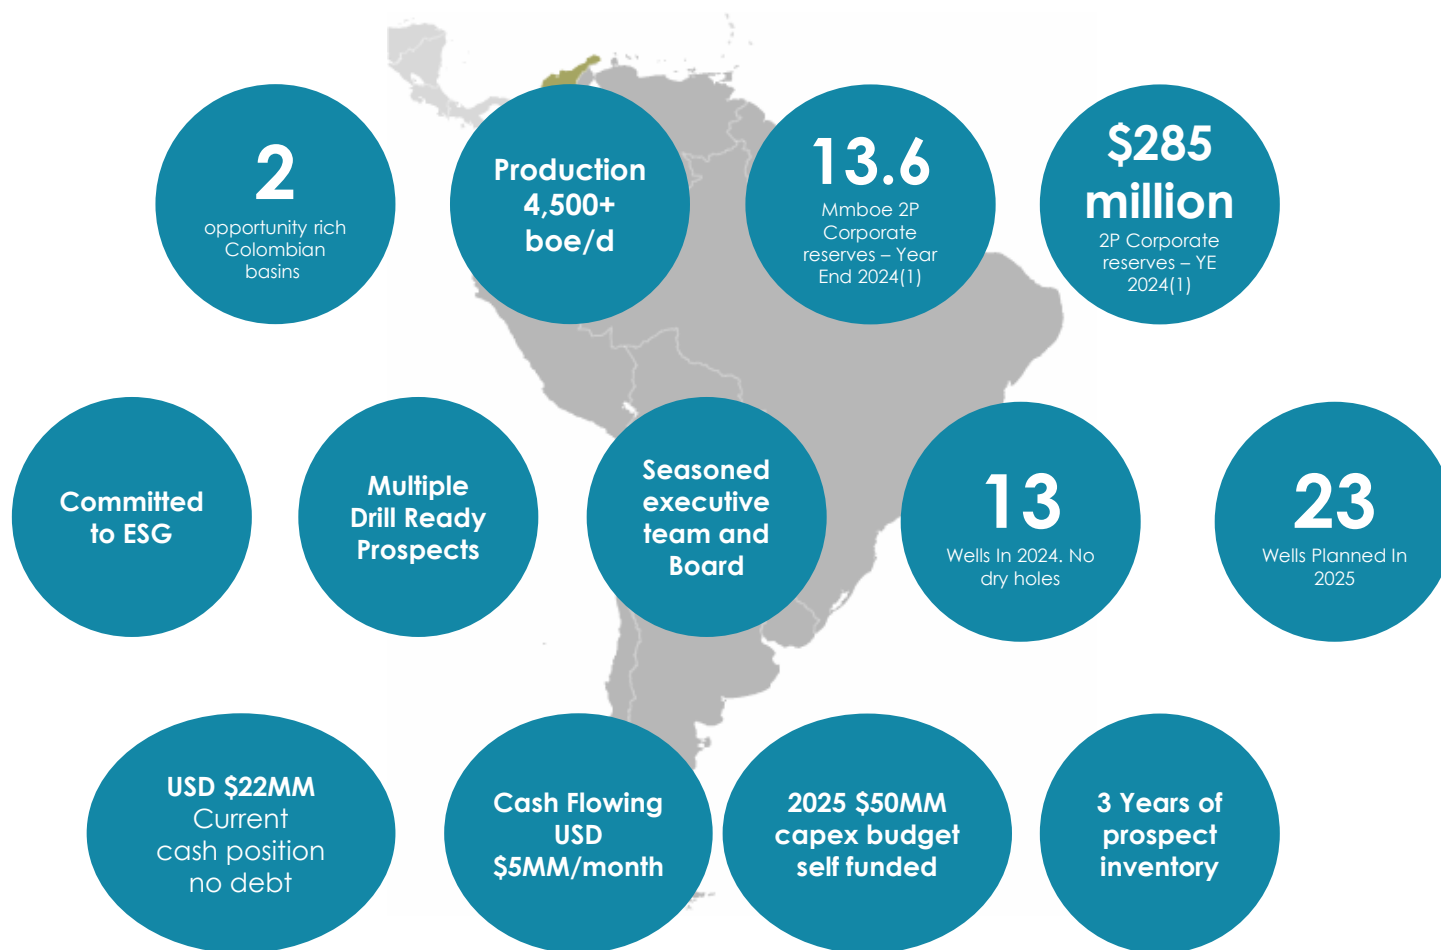 2
opportunity rich
Colombian
basins
Production
4,500+
boe/d
13.6
Mmboe 2P
Corporate
reserves – Year
End 2024(1)
$285
million
2P Corporate
reserves – YE
2024(1)
Committed
to ESG
Multiple
Drill Ready
Prospects
Seasoned
executive
team and
Board
13
Wells In 2024. No
dry holes
23
Wells Planned In
2025
USD $22MM
Current
cash position
no debt
Cash Flowing
USD
$5MM/month
2025 $50MM
capex budget
self funded
3 Years of
prospect
inventory